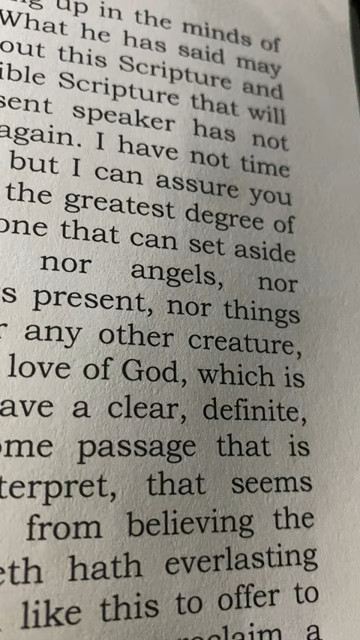 up in the minds of
What he has said may
out this Scripture and
Scripture that will
speaker has not
again. I have not time
but I can assure you
the greatest degree of
one that can set aside
nor angels, nor
s present, nor things
any other creature,
love of God, which is
ave a clear, definite,
me passage that is
terpret, that seems
from believing the
eth hath everlasting
like this to offer to
a